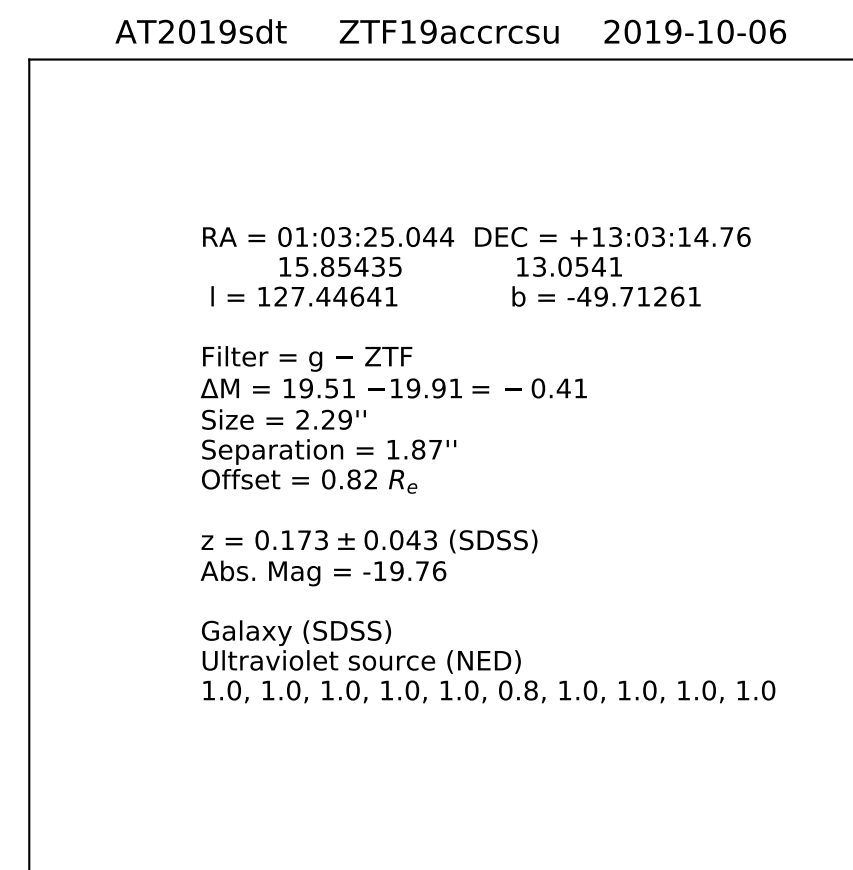 AT2019sdt ZTF19accrcsu 2019-10-06
RA = 01:03:25.044 DEC = +13:03:14.76
15.85435 13.0541
l = 127.44641 b = -49.71261
Filter = g − ZTF
ΔM = 19.51 −19.91 = − 0.41
Size = 2.29''
Separation = 1.87''
Offset = 0.82 Rₑ
z = 0.173 ± 0.043 (SDSS)
Abs. Mag = -19.76
Galaxy (SDSS)
Ultraviolet source (NED)
1.0, 1.0, 1.0, 1.0, 1.0, 0.8, 1.0, 1.0, 1.0, 1.0